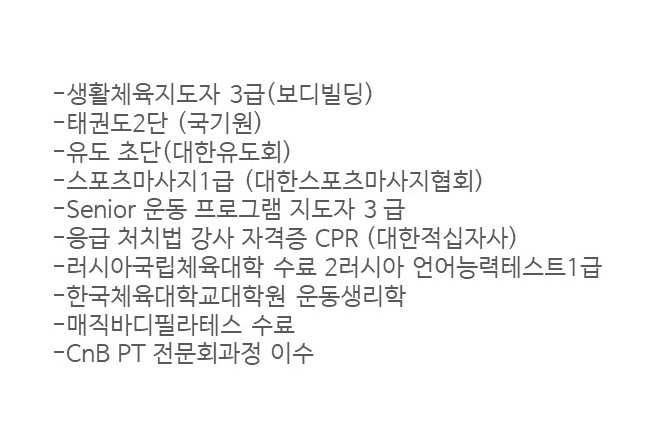 -생활체육지도자 3급(보디빌딩)
-태권도2단 (국기원)
-유도 초단(대한유도회)
-스포츠마사지1급 (대한스포츠마사지협회)
-Senior 운동 프로그램 지도자 3 급
-응급 처치법 강사 자격증 CPR (대한적십자사)
-러시아국립체육대학 수료 2러시아 언어능력테스트1급
-한국체육대학교대학원 운동생리학
-매직바디필라테스 수료
-CnB PT 전문회과정 이수